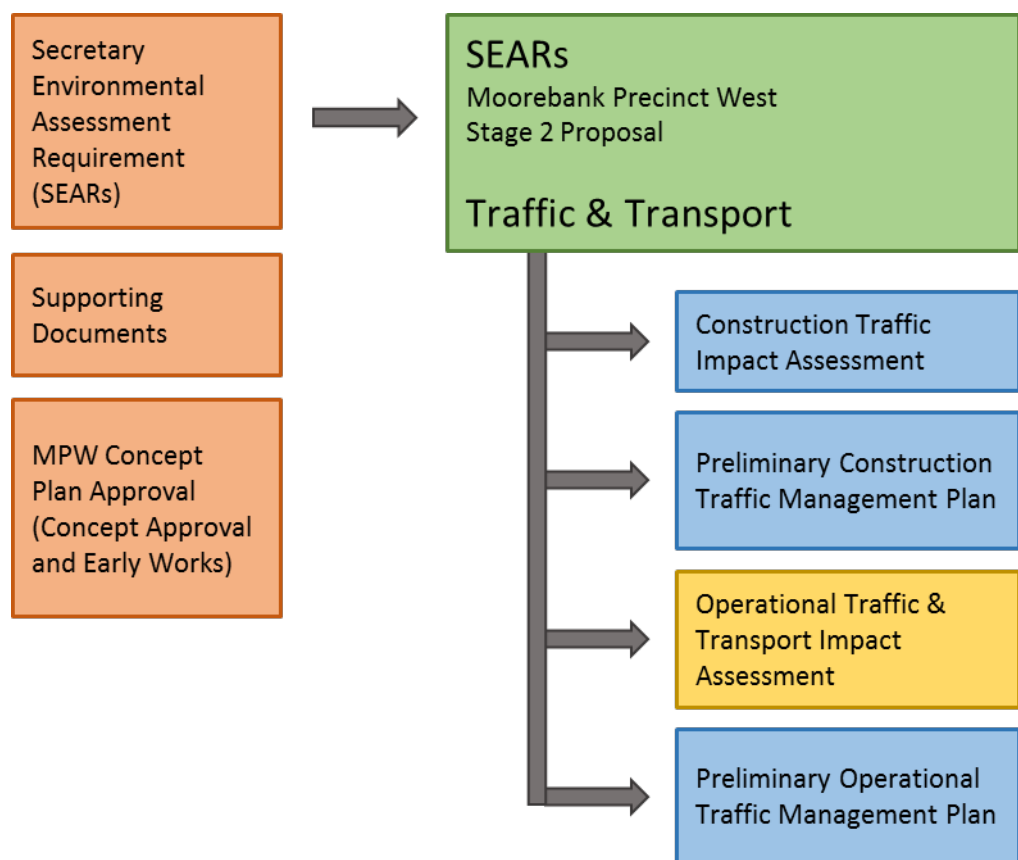 Secretary
Environmental
Assessment
Requirement
(SEARs)
Supporting
Documents
MPW Concept
Plan Approval
(Concept Approval
and Early Works)
SEARs
Moorebank Precinct West
Stage 2 Proposal
Traffic & Transport
Construction Traffic
Impact Assessment
Preliminary Construction
Traffic Management Plan
Operational Traffic &
Transport Impact
Assessment
Preliminary Operational
Traffic Management Plan